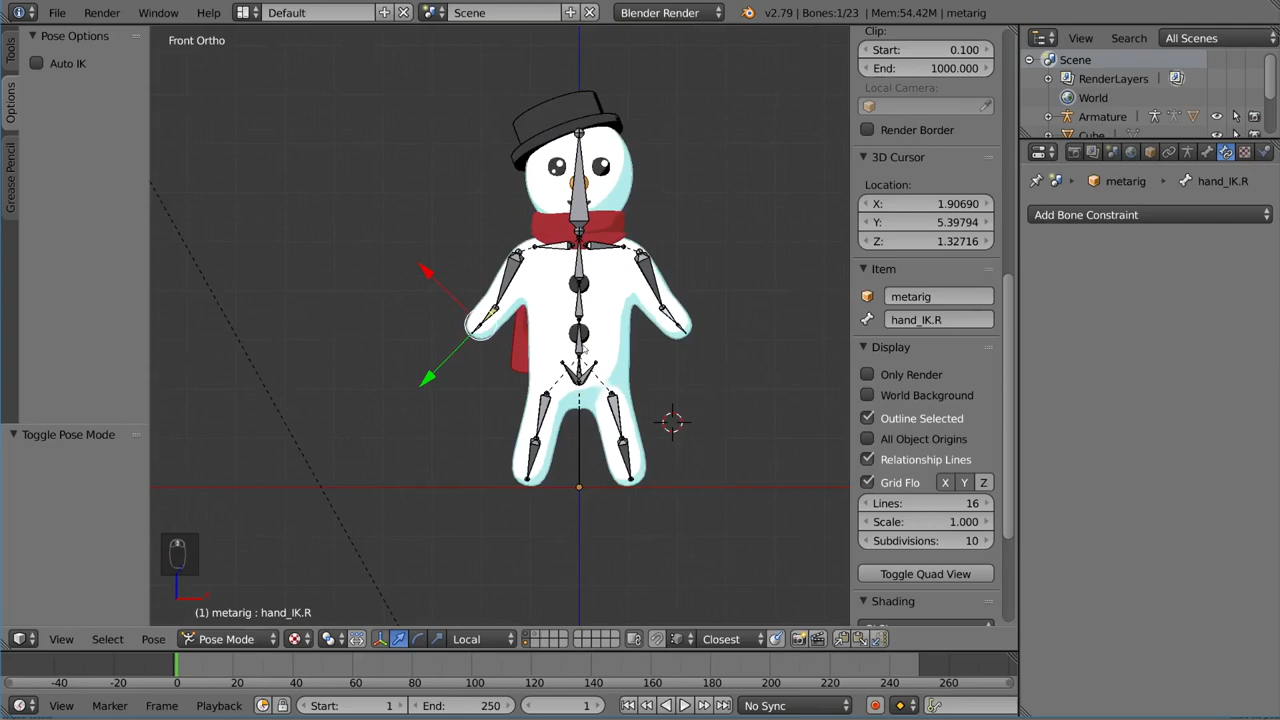 File
Render
Window
Help
Default
Scene
Blender Render
v2.79 | Bones:1/23 | Mem:54.42M | metarig
Tools
Options
Grease Pencil
Pose Options
Auto IK
Toggle Pose Mode
Front Ortho
(1) metarig : hand_IK.R
Clip:
Start: 0.100
End: 1000.000
Local Camera:
Render Border
3D Cursor
Location:
X: 1.90690
Y: 5.39794
Z: 1.32716
Item
metarig
hand_IK.R
Display
Only Render
World Background
Outline Selected
All Object Origins
Relationship Lines
Grid Flo X Y Z
Lines: 16
Scale: 1.000
Subdivisions: 10
Toggle Quad View
Shading
View Search All Scenes
Scene
RenderLayers
World
Armature
Cube
metarig
hand_IK.R
Add Bone Constraint
View Select Pose Pose Mode Local Closest
-40 -20 0 20 40 60 80 100 120 140 160 180 200 220 240 260
View Marker Frame Playback Start: 1 End: 250 1 No Sync